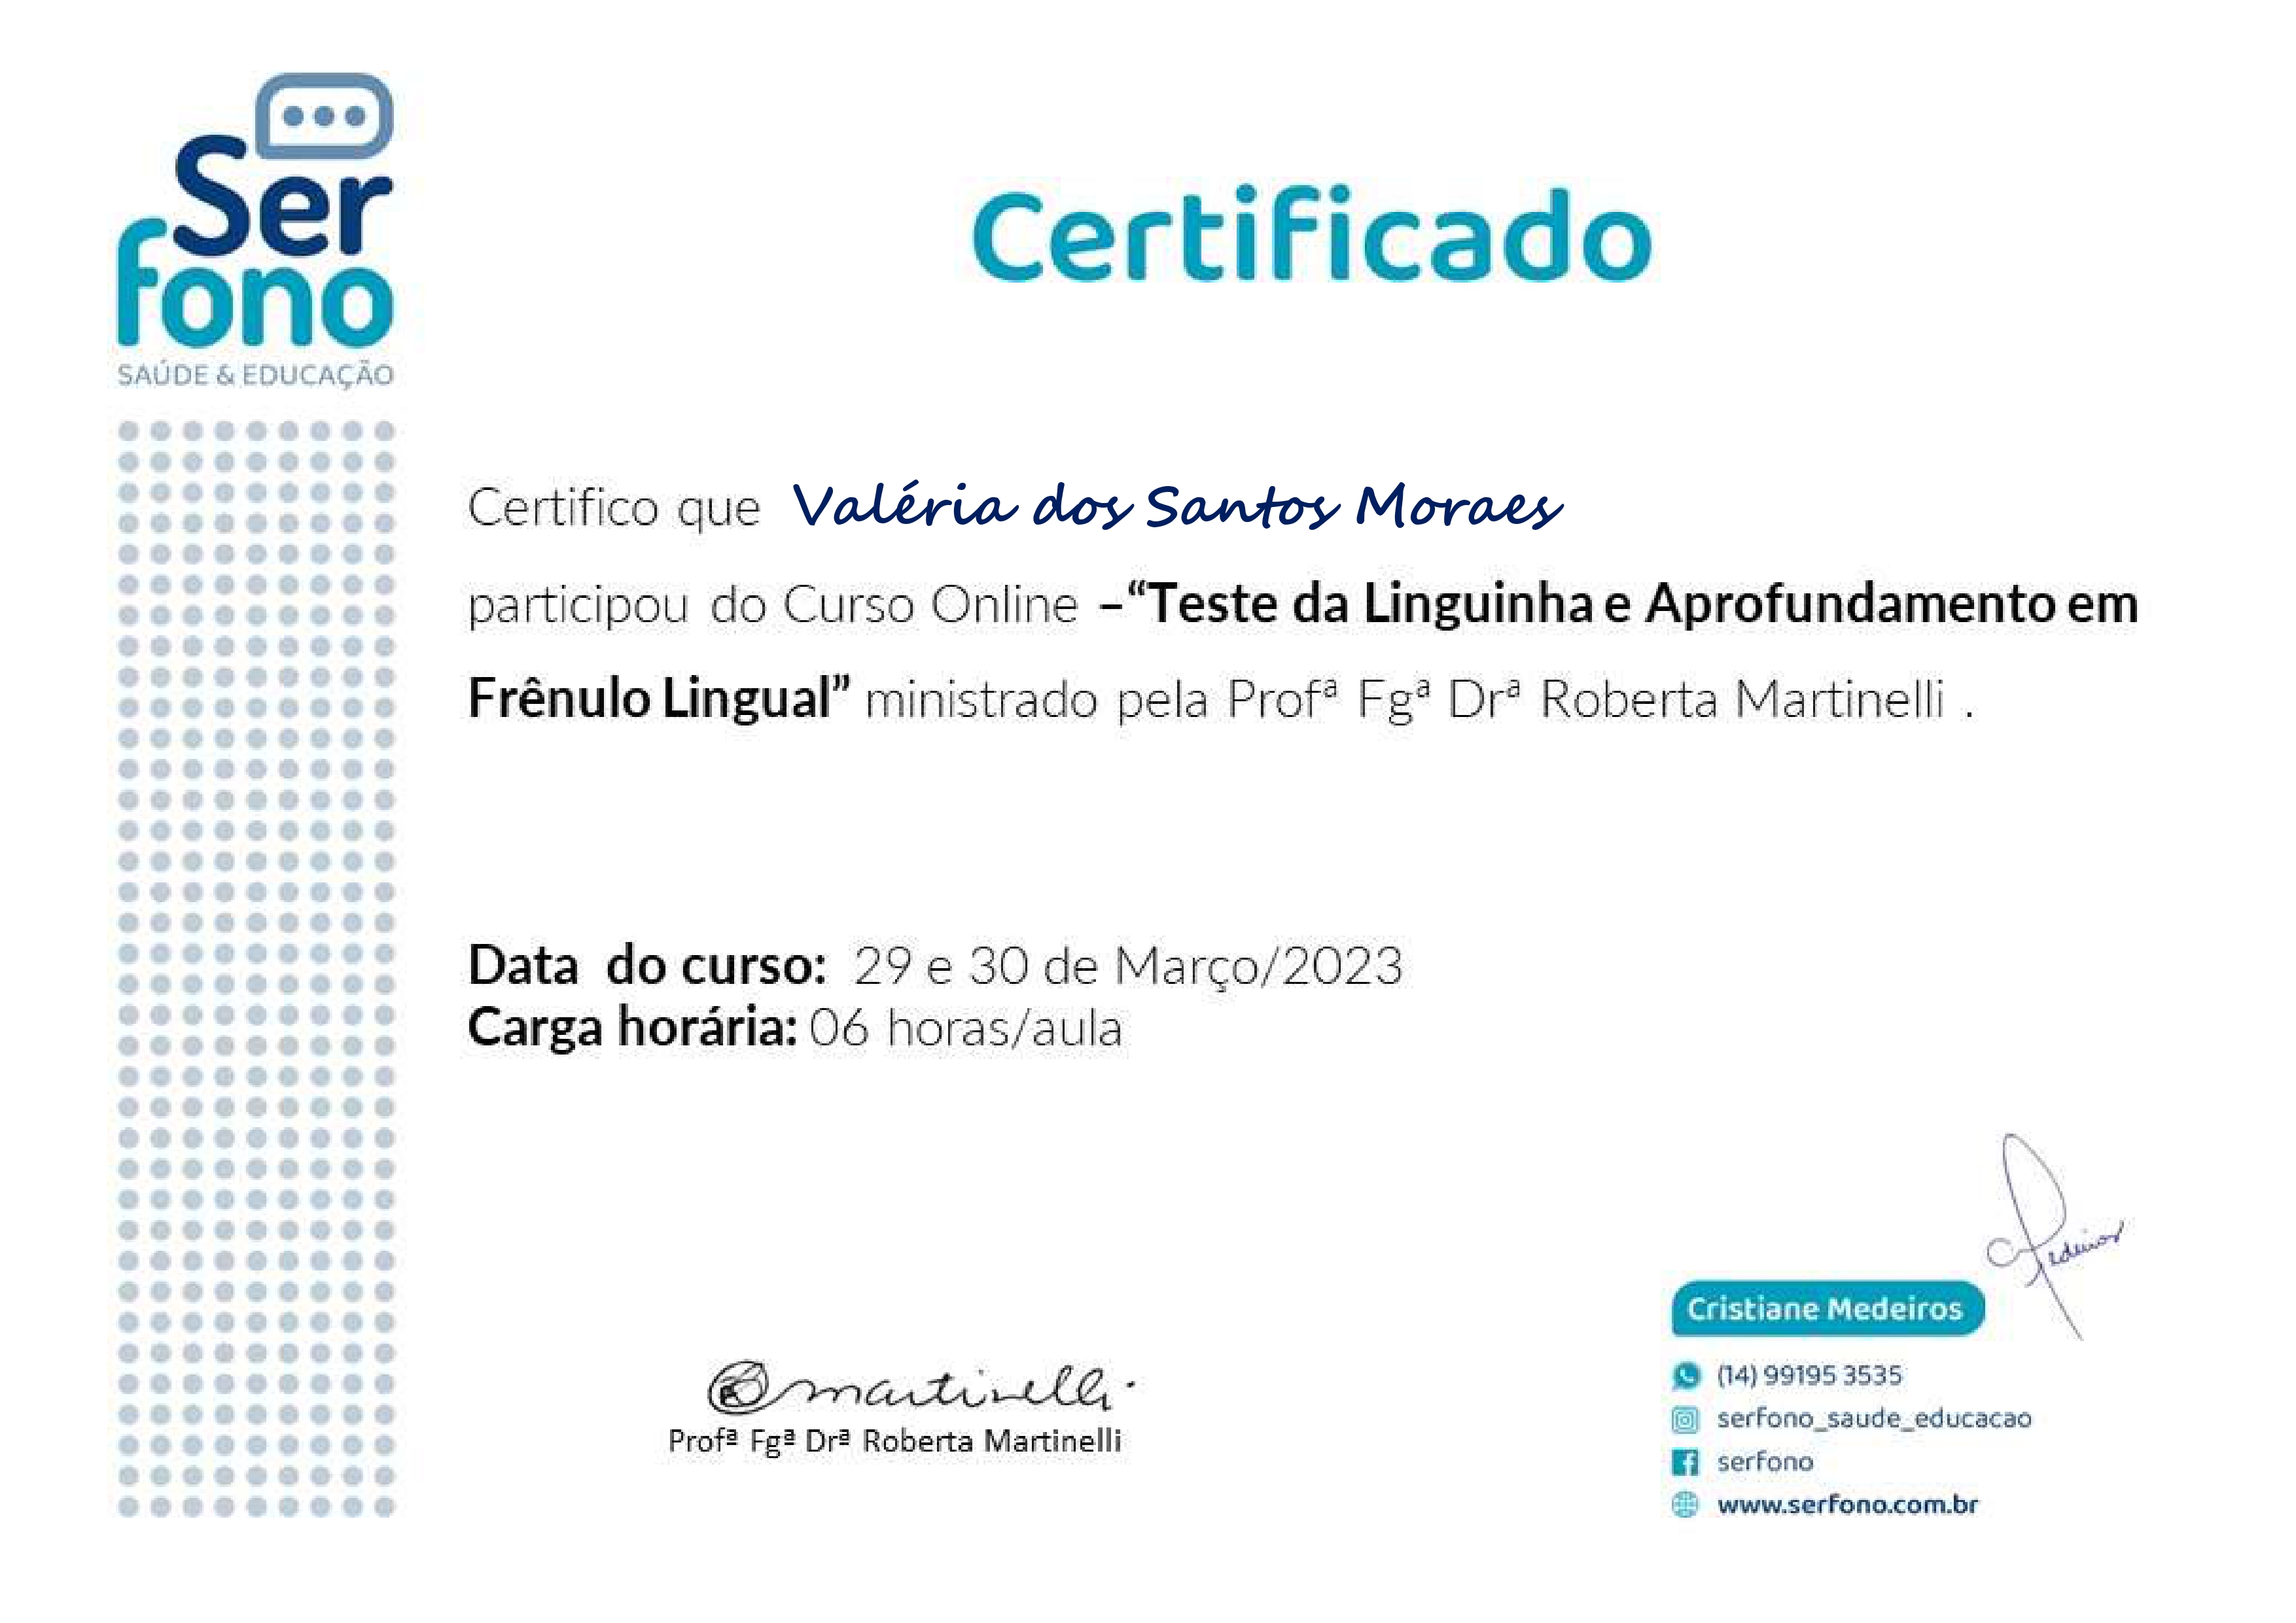 Ser
fono
SAÚDE & EDUCAÇÃO
Certificado
Certifico que Valéria dos Santos Moraes
participou do Curso Online –“Teste da Linguinha e Aprofundamento em
Frênulo Lingual” ministrado pela Profª Fgª Drª Roberta Martinelli .
Data do curso: 29 e 30 de Março/2023
Carga horária: 06 horas/aula
Medeiros
martinelli.
Profª Fgª Drª Roberta Martinelli
Cristiane Medeiros
(14) 99195 3535
serfono_saude_educacao
serfono
www.serfono.com.br